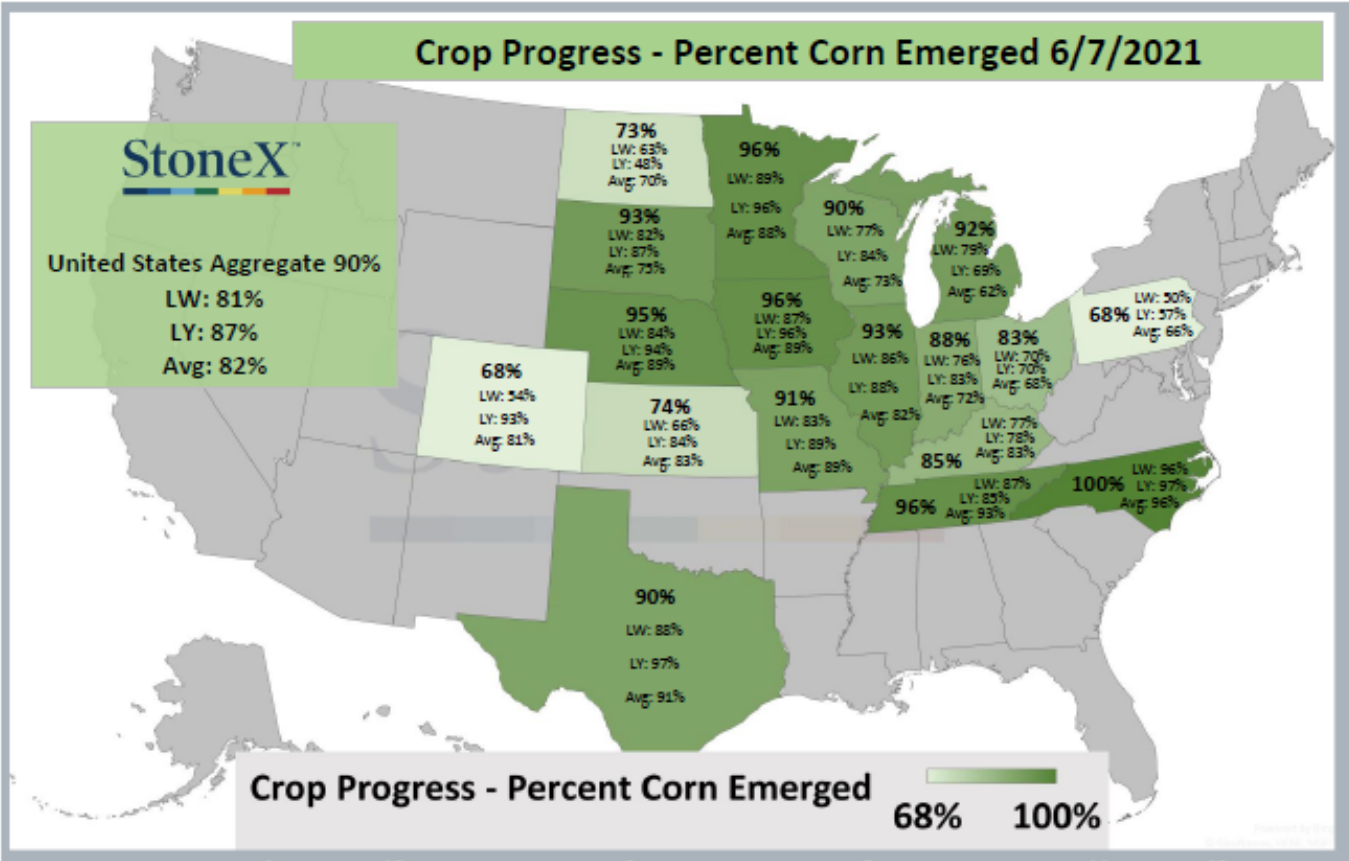 Crop Progress - Percent Corn Emerged 6/7/2021
StoneX™
United States Aggregate 90%
LW: 81%
LY: 87%
Avg: 82%
73%
LW: 63%
LY: 48%
Avg: 70%
96%
LW: 89%
LY: 96%
Avg: 88%
90%
LW: 77%
LY: 84%
Avg: 73%
92%
LW: 79%
LY: 69%
Avg: 62%
93%
LW: 82%
LY: 87%
Avg: 75%
95%
LW: 84%
LY: 94%
Avg: 89%
96%
LW: 87%
LY: 96%
Avg: 89%
93%
LW: 86%
LY: 88%
Avg: 82%
88%
LW: 76%
LY: 83%
Avg: 72%
83%
LW: 70%
LY: 70%
Avg: 68%
68%
LW: 50%
LY: 57%
Avg: 66%
68%
LW: 54%
LY: 93%
Avg: 81%
74%
LW: 66%
LY: 84%
Avg: 83%
91%
LW: 83%
LY: 89%
Avg: 89%
85%
LW: 77%
LY: 78%
Avg: 83%
96%
LW: 87%
LY: 85%
Avg: 93%
100%
LW: 96%
LY: 97%
Avg: 96%
90%
LW: 88%
LY: 97%
Avg: 91%
Crop Progress - Percent Corn Emerged
68% 100%